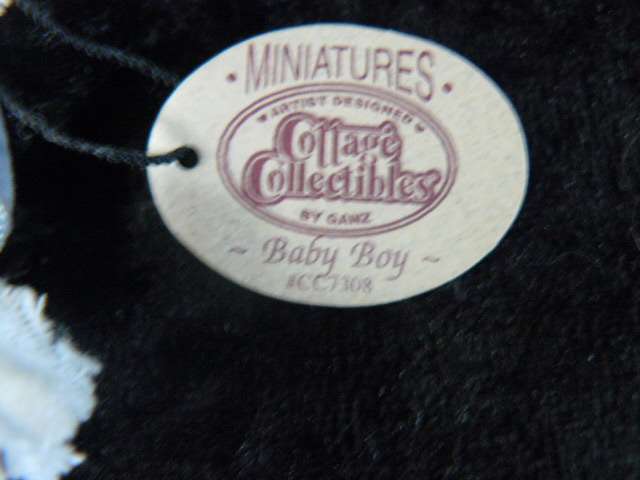 • MINIATURES •
ARTIST DESIGNED
Cottage
Collectibles
BY GANZ
~ Baby Boy ~
#CC7308